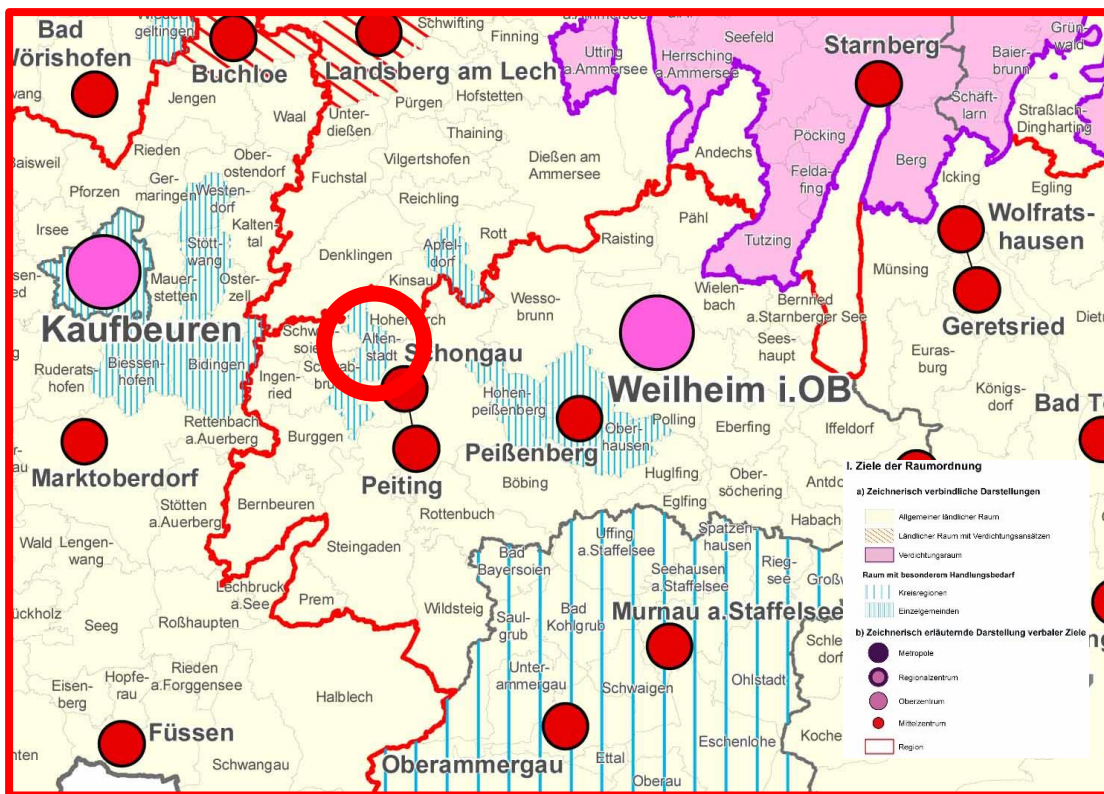 Bad
Wörishofen
Wieder-
geltingen
Buchloe
Schwifting
Finning
Landsberg am Lech
a.Ammersee
Utting
a.Ammersee
Herrsching
a.Ammersee
Seefeld
Starnberg
Baier-
brunn
Grün-
wald
Jengen
Waal
Unter-
dießen
Pürgen
Hofstetten
Thaining
Schäft-
larn
Straßlach-
Dingharting
Baisweil
Rieden
Ober-
ostendorf
Vilgertshofen
Dießen am
Ammersee
Andechs
Pöcking
Felda-
fing
Berg
Icking
Egling
Pforzen
Ger-
maringen
Westen-
dorf
Fuchstal
Reichling
Pähl
Wolfrats-
hausen
Irsee
Kalten-
tal
Stött-
wang
Denklingen
Apfel-
dorf
Rott
Raisting
Tutzing
Münsing
Mauer-
stetten
Oster-
zell
Kinsau
Wielen-
bach
Bernried
a.Starnberger See
Kaufbeuren
Wesso-
brunn
Geretsried
Alten-
stadt
Schongau
Sees-
haupt
Ruderats-
hofen
Biessen-
hofen
Bidingen
Ingen-
ried
Weilheim i.OB
Euras-
burg
Hohen-
peißenberg
Königs-
dorf
Rettenbach
a.Auerberg
Burggen
Ober-
hausen
Polling
Eberfing
Iffeldorf
Bad
Marktoberdorf
Peißenberg
Peiting
Böbing
Huglfing
Ober-
söchering
Stötten
a.Auerberg
Bernbeuren
Rottenbuch
Eglfing
Habach
Wald
Lengen-
wang
Steingaden
Uffing
a.Staffelsee
Spatzen-
hausen
Bad
Bayersoien
Seehausen
a.Staffelsee
Rieg-
see
Lechbruck
a.See
Prem
Wildsteig
Murnau a.Staffelsee
Seeg
Roßhaupten
Saul-
grub
Bad
Kohlgrub
Hopfe-
rau
Rieden
a.Forggensee
Unter-
ammergau
Schwaigen
Ohlstadt
Eisen-
berg
Halblech
Füssen
Schwangau
Oberammergau
Ettal
Eschenlohe
Oberau
I. Ziele der Raumordnung
a) Zeichnerisch verbindliche Darstellungen
Allgemeiner ländlicher Raum
Ländlicher Raum mit Verdichtungsansätzen
Verdichtungsraum
Raum mit besonderem Handlungsbedarf
Kreisregionen
Einzelgemeinden
b) Zeichnerisch erläuternde Darstellung verbaler Ziele
Metropole
Regionalzentrum
Oberzentrum
Mittelzentrum
Region